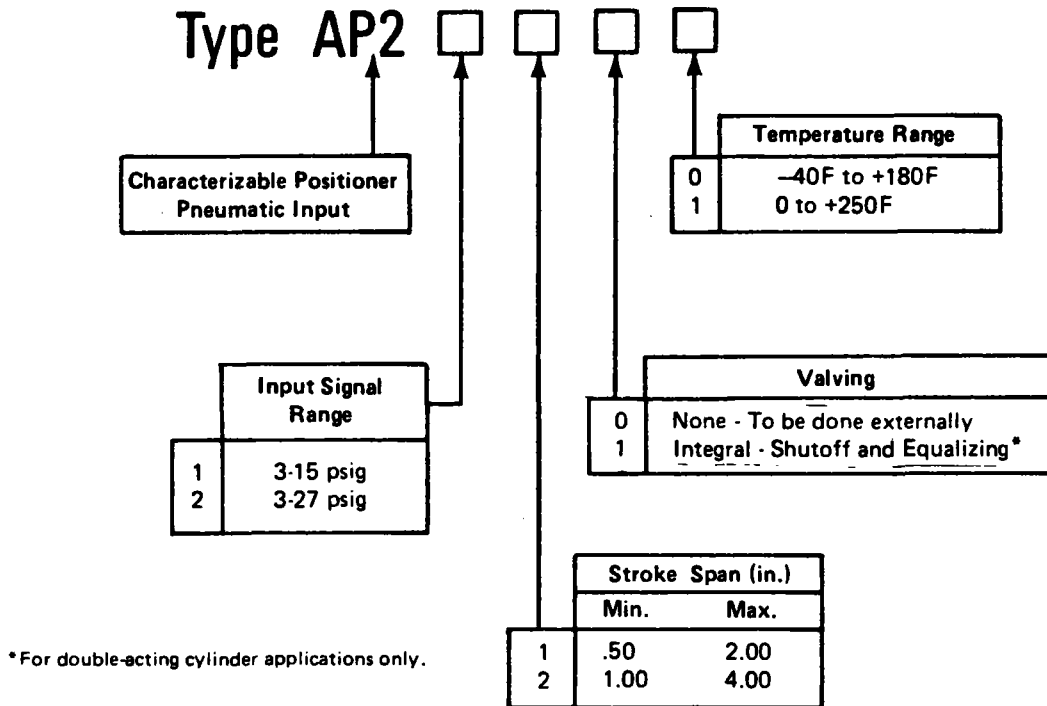 Type AP2 □ □ □ □
Characterizable Positioner
Pneumatic Input
Temperature Range
0 –40F to +180F
1 0 to +250F
Input Signal
Range
1 3-15 psig
2 3-27 psig
Valving
0 None - To be done externally
1 Integral - Shutoff and Equalizing*
Stroke Span (in.)
Min. Max.
1 .50 2.00
2 1.00 4.00
*For double-acting cylinder applications only.